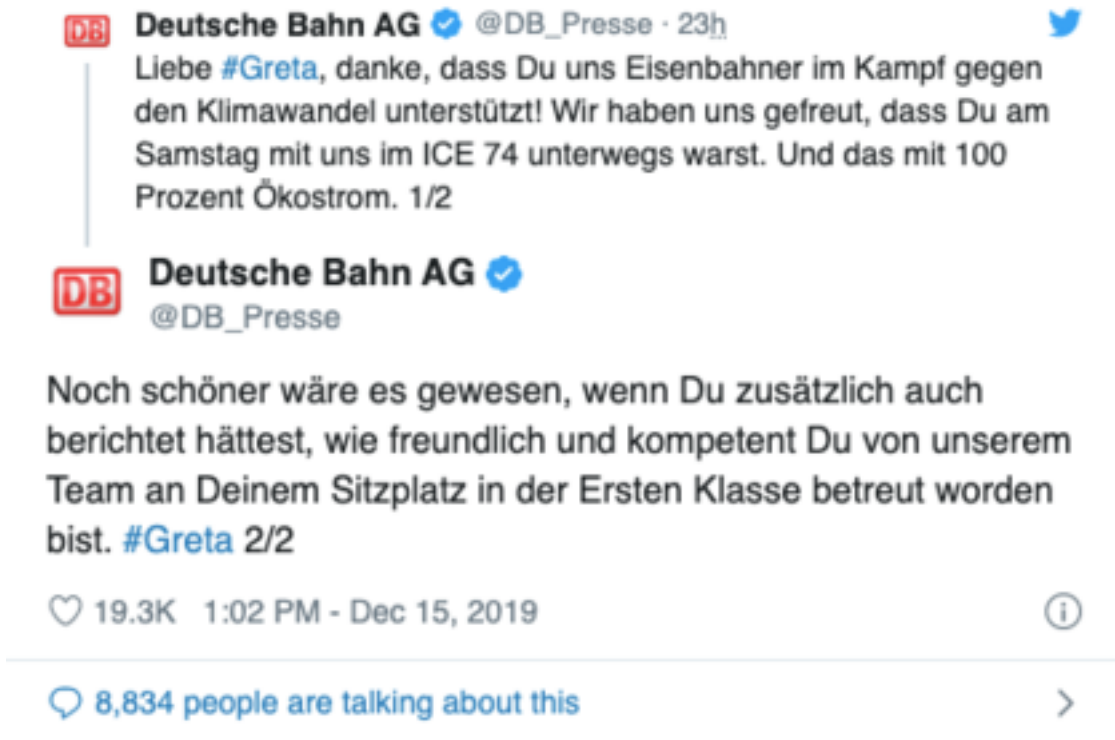 DB Deutsche Bahn AG @DB_Presse · 23h
Liebe #Greta, danke, dass Du uns Eisenbahner im Kampf gegen
den Klimawandel unterstützt! Wir haben uns gefreut, dass Du am
Samstag mit uns im ICE 74 unterwegs warst. Und das mit 100
Prozent Ökostrom. 1/2
DB Deutsche Bahn AG
@DB_Presse
Noch schöner wäre es gewesen, wenn Du zusätzlich auch
berichtet hättest, wie freundlich und kompetent Du von unserem
Team an Deinem Sitzplatz in der Ersten Klasse betreut worden
bist. #Greta 2/2
19.3K 1:02 PM - Dec 15, 2019
8,834 people are talking about this